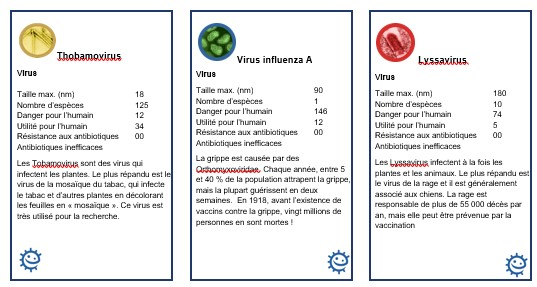 Thobamovirus
Virus
Taille max. (nm) 18
Nombre d'espèces 125
Danger pour l'humain 12
Utilité pour l'humain 34
Résistance aux antibiotiques 00
Antibiotiques inefficaces
Les Tobamovirus sont des virus qui
infectent les plantes. Le plus répandu est le
virus de la mosaïque du tabac, qui infecte
le tabac et d'autres plantes en décolorant
les feuilles en « mosaïque ». Ce virus est
très utilisé pour la recherche.
Virus influenza A
Virus
Taille max. (nm) 90
Nombre d'espèces 1
Danger pour l'humain 146
Utilité pour l'humain 12
Résistance aux antibiotiques 00
Antibiotiques inefficaces
La grippe est causée par des
Orthomyxoviridae. Chaque année, entre 5
et 40 % de la population attrapent la grippe,
mais la plupart guérissent en deux
semaines. En 1918, avant l'existence de
vaccins contre la grippe, vingt millions de
personnes en sont mortes !
Lyssavirus
Virus
Taille max. (nm) 180
Nombre d'espèces 10
Danger pour l'humain 74
Utilité pour l'humain 5
Résistance aux antibiotiques 00
Antibiotiques inefficaces
Les Lyssavirus infectent à la fois les
plantes et les animaux. Le plus répandu est
le virus de la rage et il est généralement
associé aux chiens. La rage est
responsable de plus de 55 000 décès par
an, mais elle peut être prévenue par la
vaccination